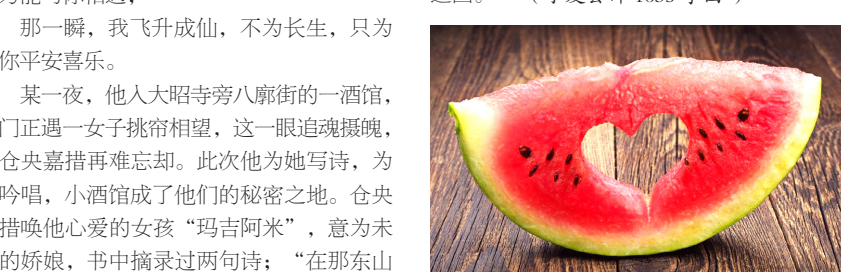 那一瞬，我飞升成仙，不为长生，只为
你平安喜乐。
某一夜，他入大昭寺旁八廓街的一酒馆，
门正遇一女子挑帘相望，这一眼追魂摄魄，
仓央嘉措再难忘却。此次他为她写诗，为
吟唱，小酒馆成了他们的秘密之地。仓央
措唤他心爱的女孩“玛吉阿米”，意为未
的娇娘，书中摘录过两句诗；“在那东山